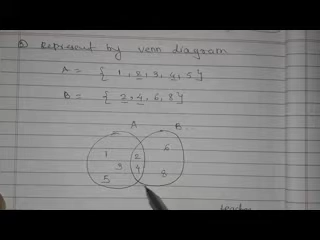 Represent by venn diagram
A = { 1, 2, 3, 4, 5 }
B = { 2, 4, 6, 8 }
A B
1 2 6
3 4 8
5